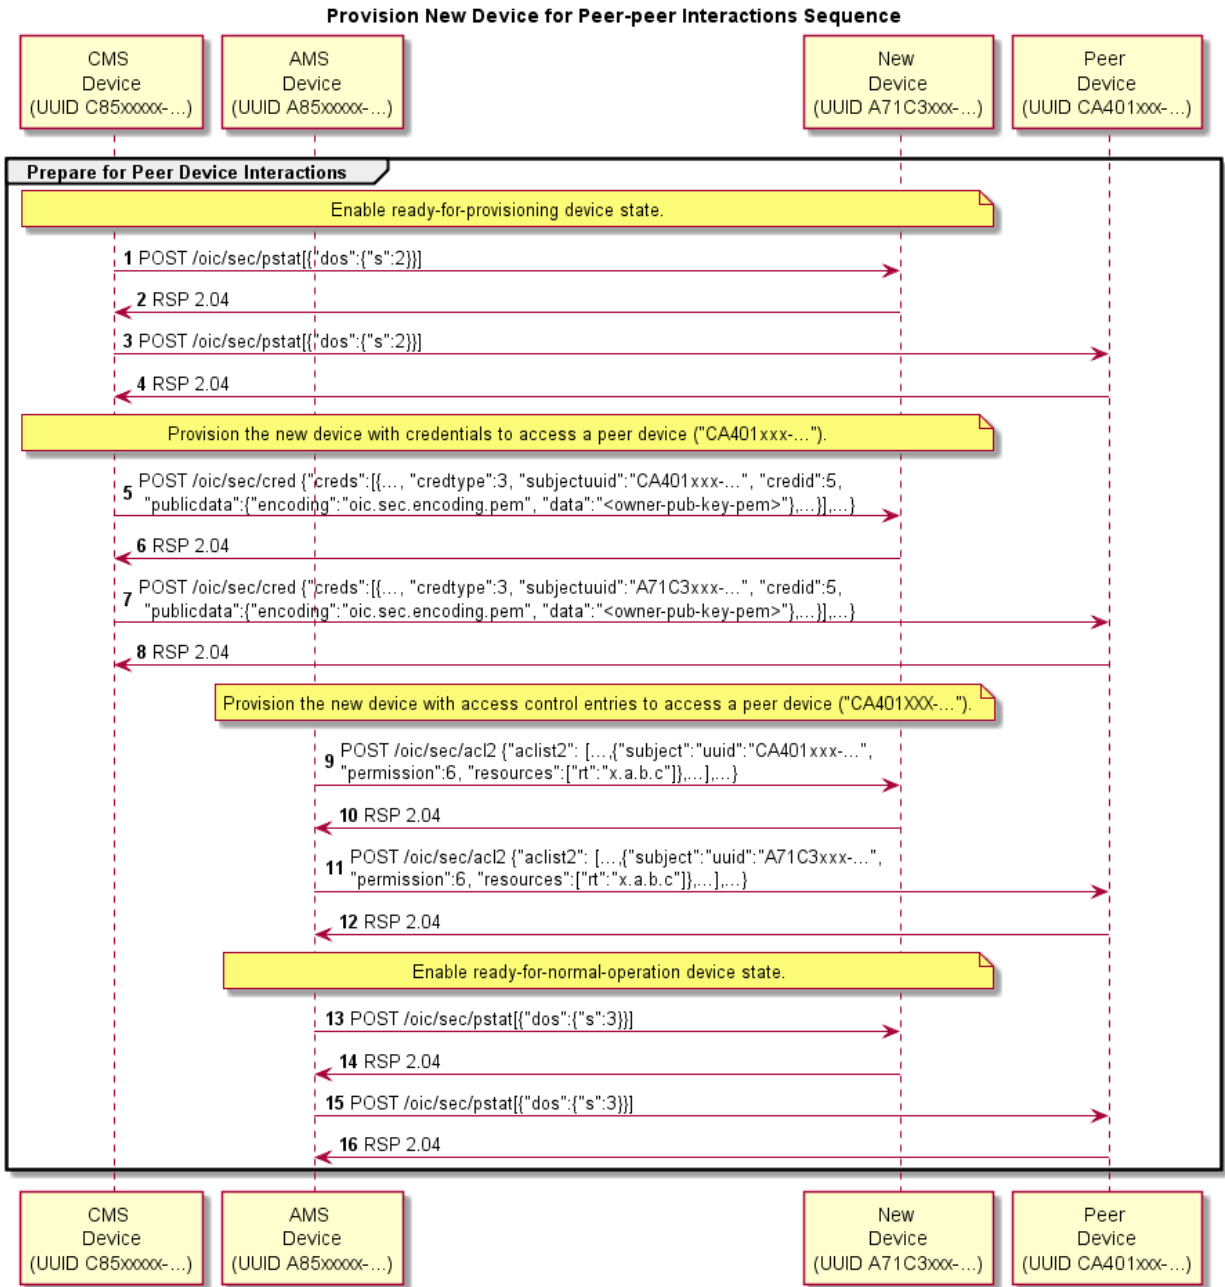 Provision New Device for Peer-peer Interactions Sequence
CMS
Device
(UUID C85xxxxx-...)
AMS
Device
(UUID A85xxxxx-...)
New
Device
(UUID A71C3xxx-...)
Peer
Device
(UUID CA401xxx-...)
Prepare for Peer Device Interactions
Enable ready-for-provisioning device state.
1 POST /oic/sec/pstat[{"dos":{"s":2}}]
2 RSP 2.04
3 POST /oic/sec/pstat[{"dos":{"s":2}}]
4 RSP 2.04
Provision the new device with credentials to access a peer device ("CA401xxx-...").
5 POST /oic/sec/cred {"creds":[{..., "credtype":3, "subjectuuid":"CA401xxx-...", "credid":5,
"publicdata":{"encoding":"oic.sec.encoding.pem", "data":"<owner-pub-key-pem>"},...}],...}
6 RSP 2.04
7 POST /oic/sec/cred {"creds":[{..., "credtype":3, "subjectuuid":"A71C3xxx-...", "credid":5,
"publicdata":{"encoding":"oic.sec.encoding.pem", "data":"<owner-pub-key-pem>"},...}],...}
8 RSP 2.04
Provision the new device with access control entries to access a peer device ("CA401XXX-...").
9 POST /oic/sec/acl2 {"aclist2": [...,{"subject":"uuid":"CA401xxx-...",
"permission":6, "resources":["rt":"x.a.b.c"]},...],...}
10 RSP 2.04
11 POST /oic/sec/acl2 {"aclist2": [...,{"subject":"uuid":"A71C3xxx-...",
"permission":6, "resources":["rt":"x.a.b.c"]},...],...}
12 RSP 2.04
Enable ready-for-normal-operation device state.
13 POST /oic/sec/pstat[{"dos":{"s":3}}]
14 RSP 2.04
15 POST /oic/sec/pstat[{"dos":{"s":3}}]
16 RSP 2.04
CMS
Device
(UUID C85xxxxx-...)
AMS
Device
(UUID A85xxxxx-...)
New
Device
(UUID A71C3xxx-...)
Peer
Device
(UUID CA401xxx-...)